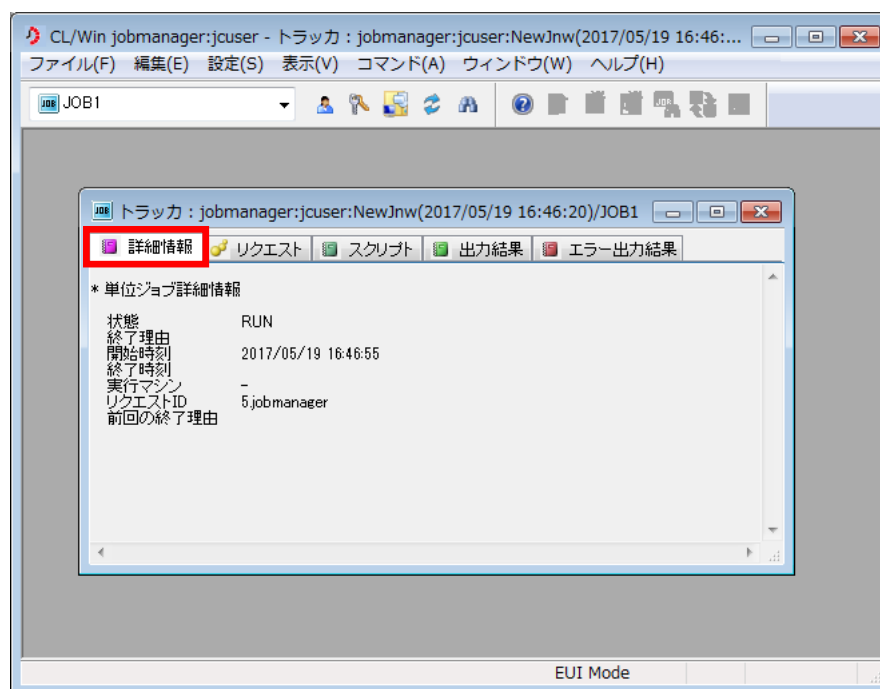 CL/Win jobmanager:jcuser - トラッカ : jobmanager:jcuser:NewJnw(2017/05/19 16:46:...
ファイル(F) 編集(E) 設定(S) 表示(V) コマンド(A) ウィンドウ(W) ヘルプ(H)
JOB JOB1
トラッカ : jobmanager:jcuser:NewJnw(2017/05/19 16:46:20)/JOB1
詳細情報 リクエスト スクリプト 出力結果 エラー出力結果
* 単位ジョブ詳細情報
状態 RUN
終了理由
開始時刻 2017/05/19 16:46:55
終了時刻
実行マシン -
リクエストID 5.jobmanager
前回の終了理由
EUI Mode